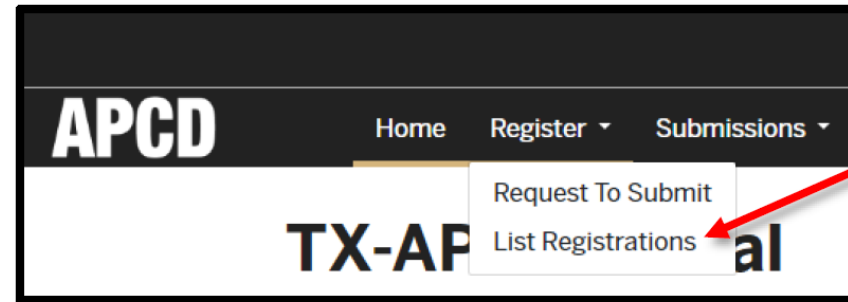 APCD Home Register Submissions
Request To Submit
List Registrations
TX-AP al